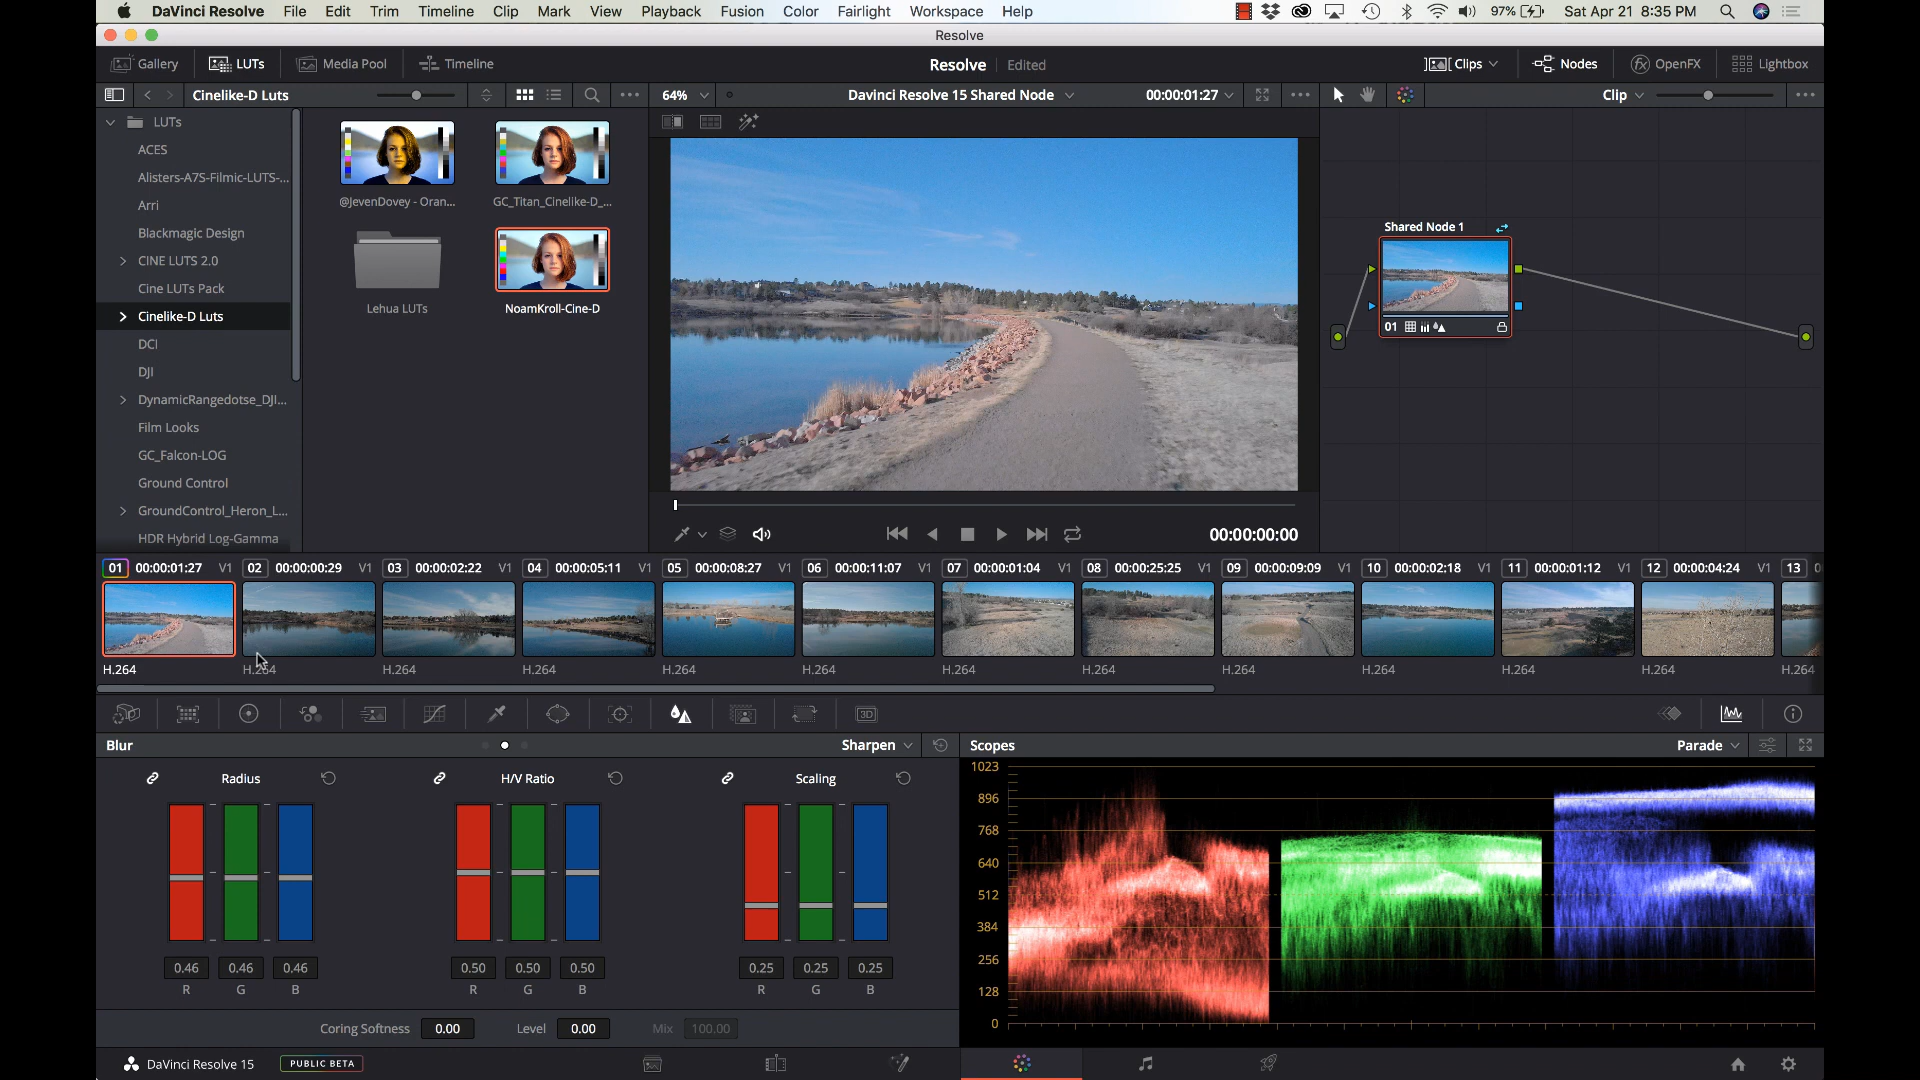 DaVinci Resolve File Edit Trim Timeline Clip Mark View Playback Fusion Color Fairlight Workspace Help 97% Sat Apr 21 8:35 PM
Resolve
Gallery LUTs Media Pool Timeline Resolve Edited Clips Nodes OpenFX Lightbox
Cinelike-D Luts 64% Davinci Resolve 15 Shared Node 00:00:01:27 Clip
LUTs
ACES
Alisters-A7S-Filmic-LUTS-...
Arri
Blackmagic Design
CINE LUTS 2.0
Cine LUTs Pack
Cinelike-D Luts
DCI
DJI
DynamicRangedotse_DJI...
Film Looks
GC_Falcon-LOG
Ground Control
GroundControl_Heron_L...
HDR Hybrid Log-Gamma
@JevenDovey - Oran... GC_Titan_Cinelike-D_...
Lehua LUTs NoamKroll-Cine-D
Shared Node 1
01
00:00:00:00
01 00:00:01:27 V1 02 00:00:00:29 V1 03 00:00:02:22 V1 04 00:00:05:11 V1 05 00:00:08:27 V1 06 00:00:11:07 V1 07 00:00:01:04 V1 08 00:00:25:25 V1 09 00:00:09:09 V1 10 00:00:02:18 V1 11 00:00:01:12 V1 12 00:00:04:24 V1 13 0
H.264 H.264 H.264 H.264 H.264 H.264 H.264 H.264 H.264 H.264 H.264 H.264 H.264
3D
Blur Sharpen Scopes Parade
Radius H/V Ratio Scaling
0.46 0.46 0.46 0.50 0.50 0.50 0.25 0.25 0.25
R G B R G B R G B
Coring Softness 0.00 Level 0.00 Mix 100.00
1023
896
768
640
512
384
256
128
0
DaVinci Resolve 15 PUBLIC BETA